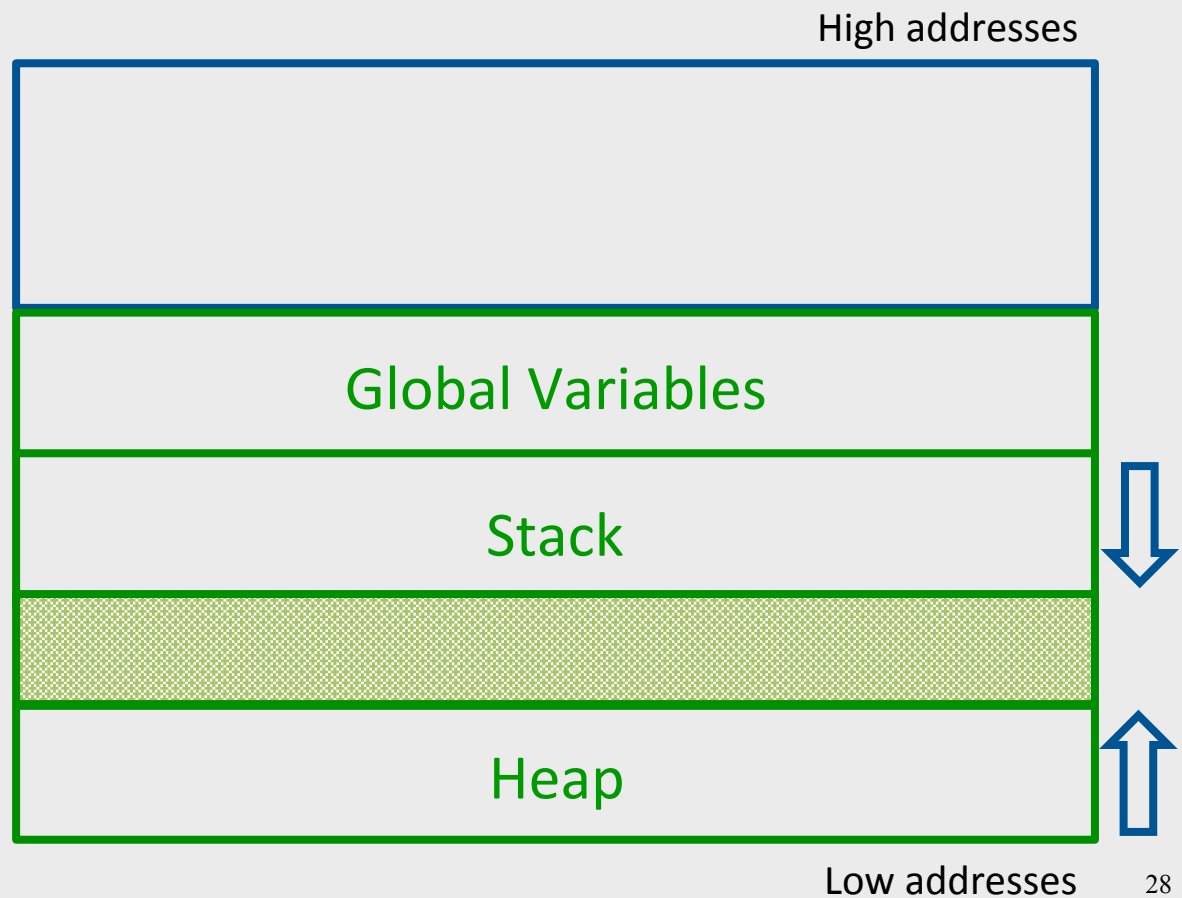 High addresses
Global Variables
Stack
Heap
Low addresses
28